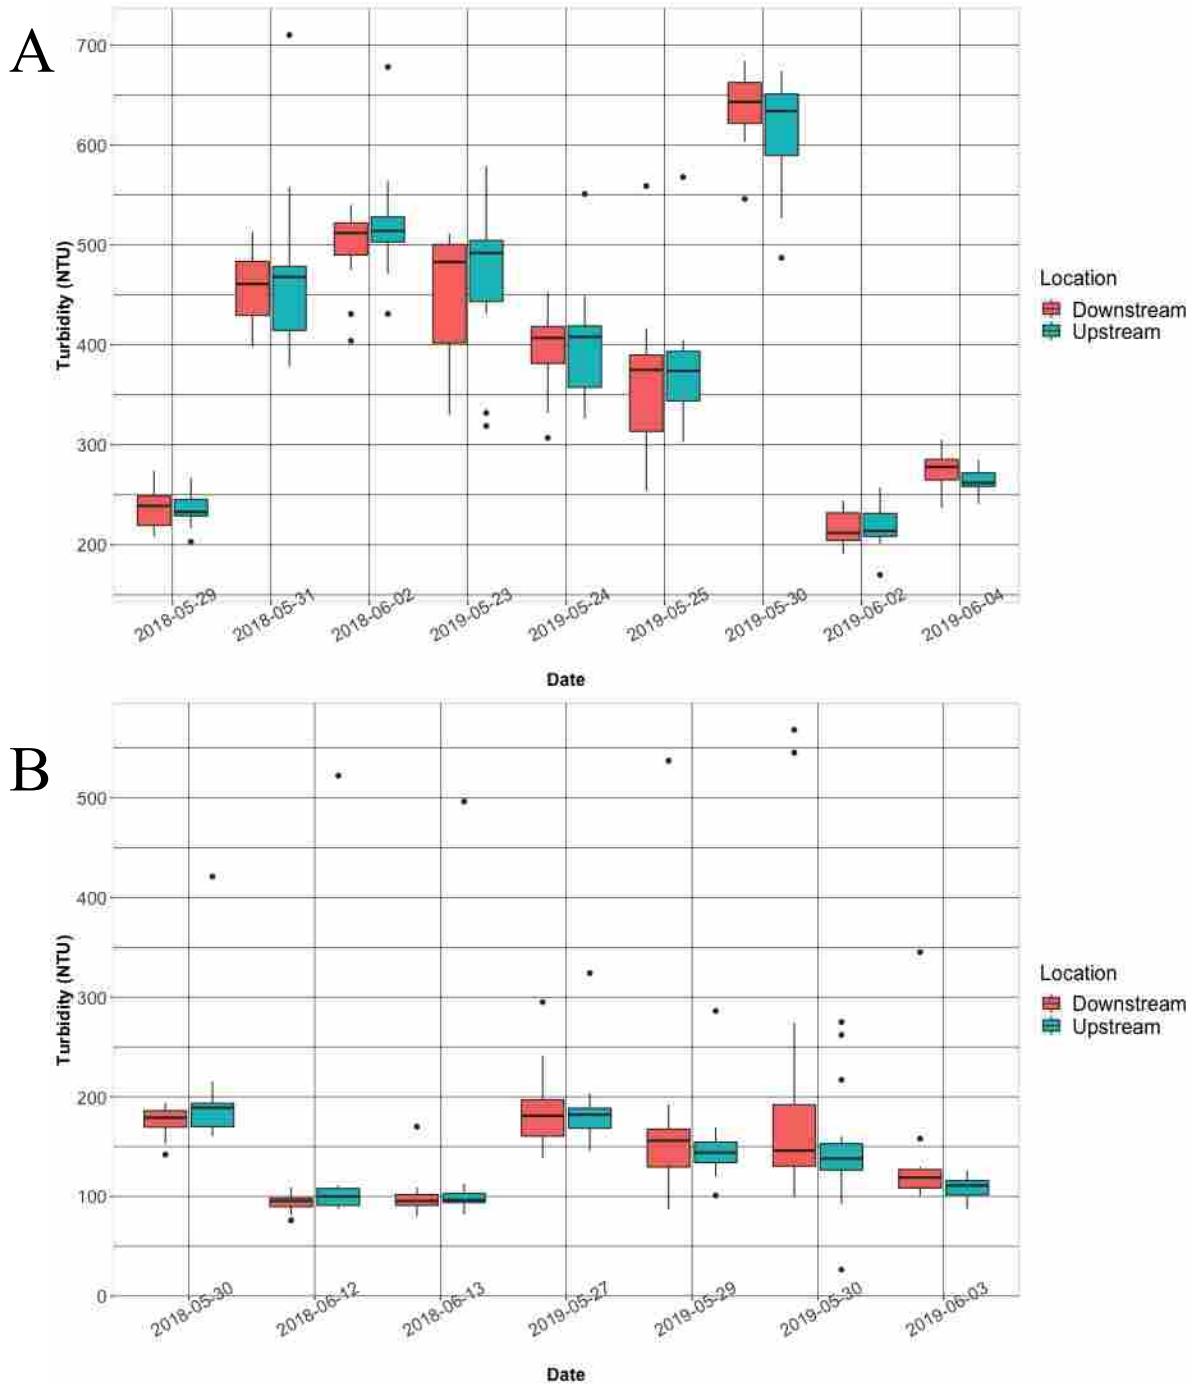 A
700
600
500
400
300
200
Turbidity (NTU)
2018-05-29
2018-05-31
2018-06-02
2019-05-23
2019-05-24
2019-05-25
2019-05-30
2019-06-02
2019-06-04
Date
Location
Downstream
Upstream
B
500
400
300
200
100
0
Turbidity (NTU)
2018-05-30
2018-06-12
2018-06-13
2019-05-27
2019-05-29
2019-05-30
2019-06-03
Date
Location
Downstream
Upstream